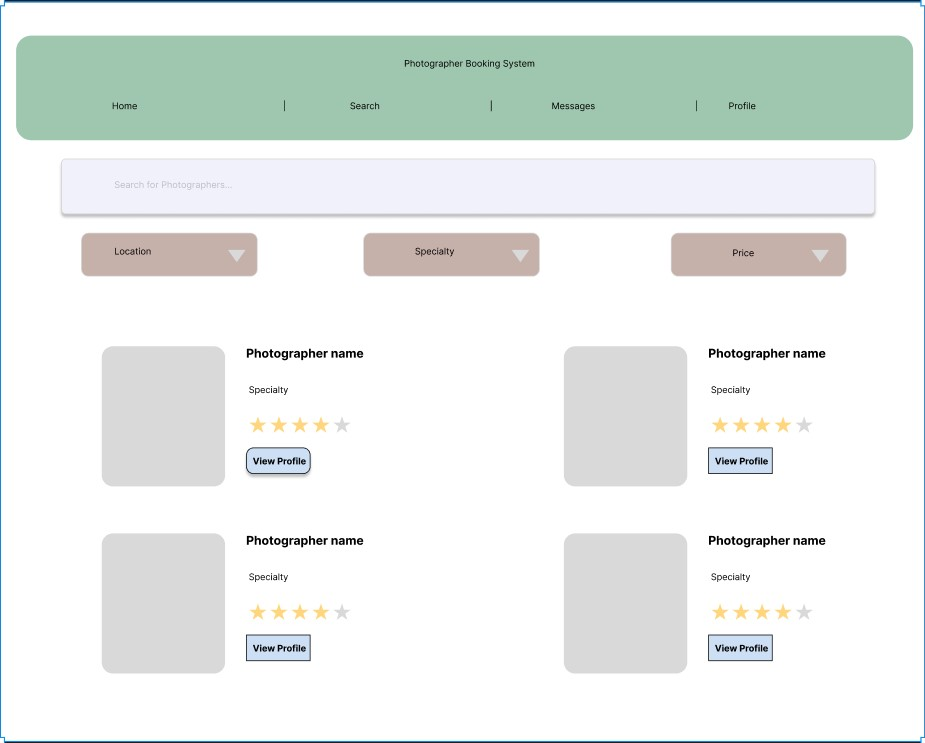 Photographer Booking System
Home | Search | Messages | Profile
Search for Photographers...
Location Specialty Price
Photographer name
Specialty
View Profile
Photographer name
Specialty
View Profile
Photographer name
Specialty
View Profile
Photographer name
Specialty
View Profile